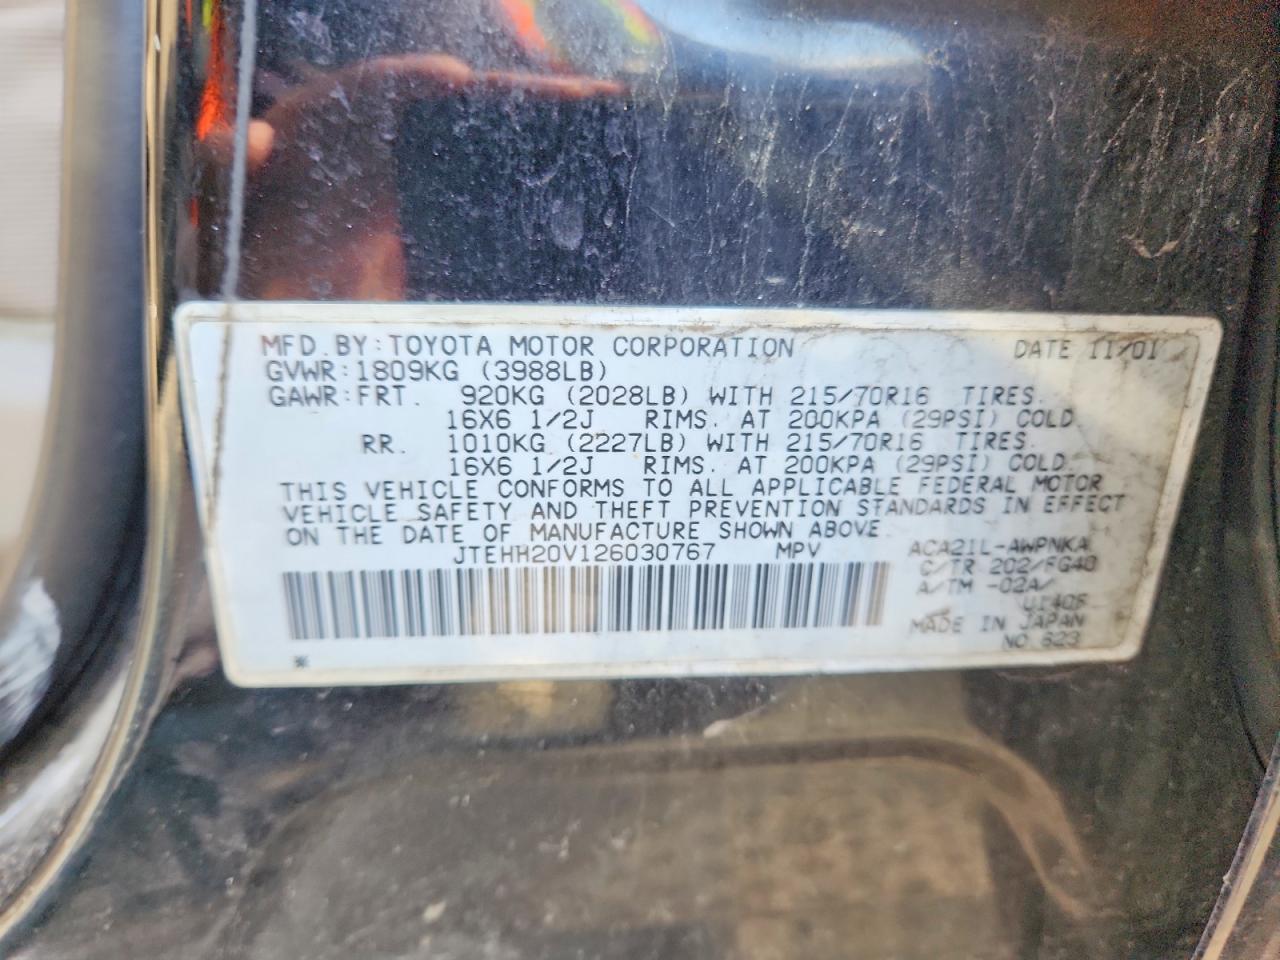 MFD. BY: TOYOTA MOTOR CORPORATION DATE 11/01
GVWR: 1809KG (3988LB)
GAWR: FRT. 920KG (2028LB) WITH 215/70R16 TIRES.
16X6 1/2J RIMS. AT 200KPA (29PSI) COLD.
RR. 1010KG (2227LB) WITH 215/70R16 TIRES.
16X6 1/2J RIMS. AT 200KPA (29PSI) COLD.
THIS VEHICLE CONFORMS TO ALL APPLICABLE FEDERAL MOTOR
VEHICLE SAFETY AND THEFT PREVENTION STANDARDS IN EFFECT
ON THE DATE OF MANUFACTURE SHOWN ABOVE.
JTEHH20V126030767 MPV ACA21L-AWPNKA
C/TR 202/FG40
A/TM -02A/
MADE IN JAPAN
NO. 623